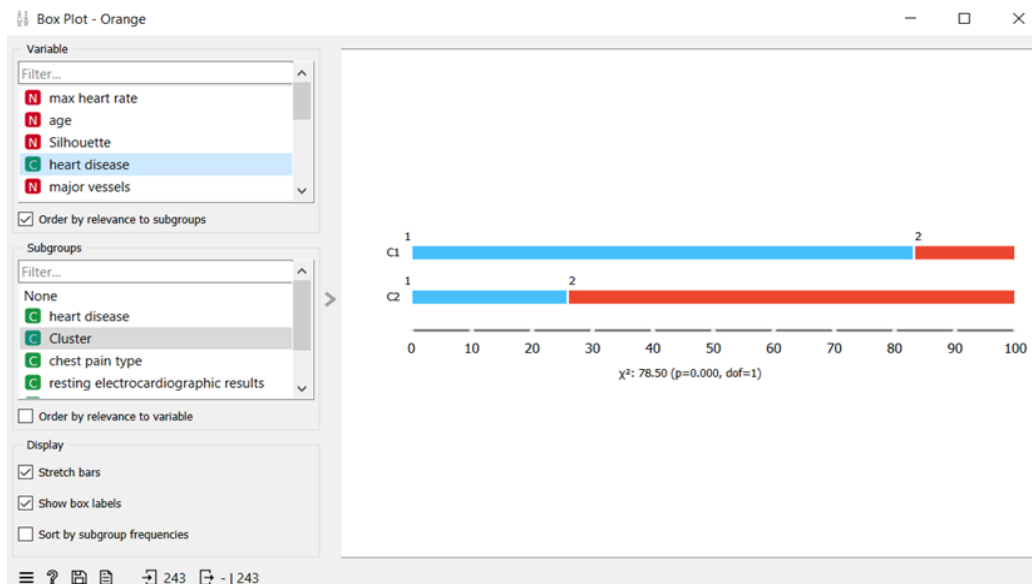 Box Plot - Orange
Variable
Filter...
N max heart rate
N age
N Silhouette
C heart disease
N major vessels
Order by relevance to subgroups
Subgroups
Filter...
None
C heart disease
C Cluster
C chest pain type
C resting electrocardiographic results
Order by relevance to variable
Display
Stretch bars
Show box labels
Sort by subgroup frequencies
243 - | 243
1 2
C1
1 2
C2
0 10 20 30 40 50 60 70 80 90 100
χ²: 78.50 (p=0.000, dof=1)